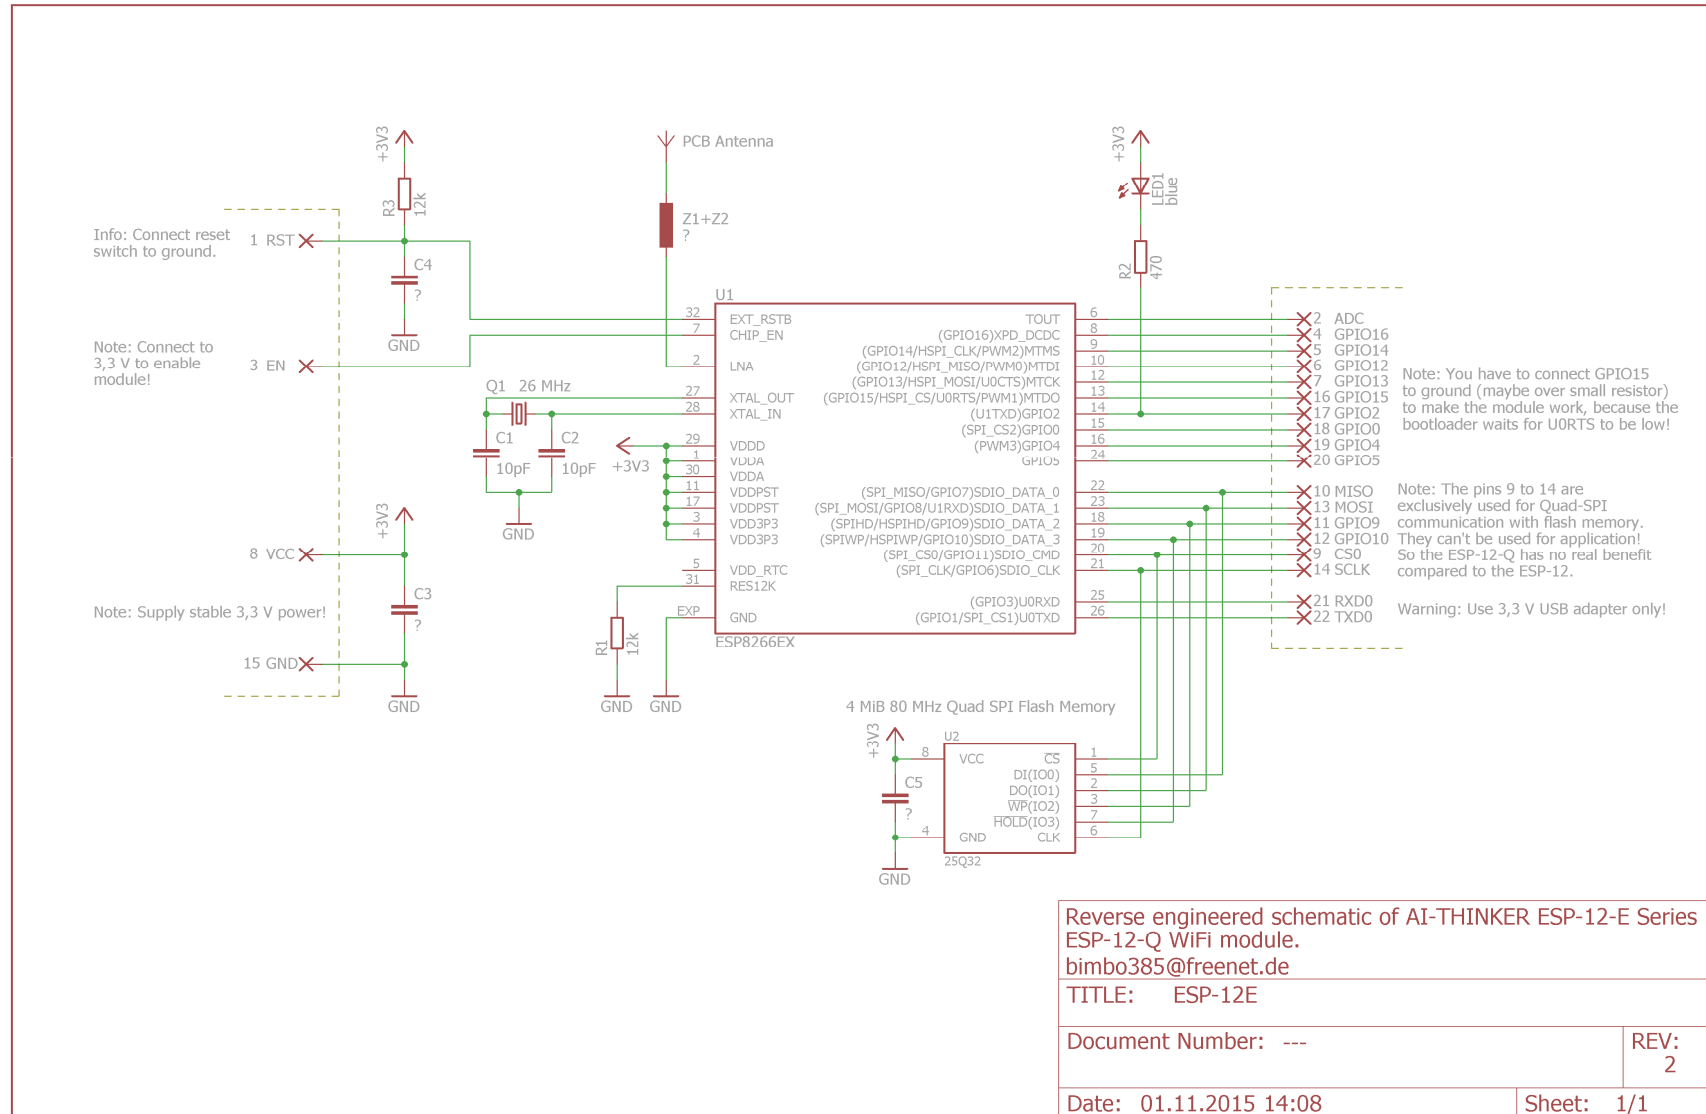 +3V3
R3
12k
Info: Connect reset
switch to ground.
1 RST
C4
?
GND
Note: Connect to
3,3 V to enable
module!
3 EN
+3V3
8 VCC
C3
?
Note: Supply stable 3,3 V power!
15 GND
GND
PCB Antenna
Z1+Z2
?
Q1 26 MHz
C1
10pF
C2
10pF
GND
+3V3
R1
12k
GND
GND
U1
32 EXT_RSTB
7 CHIP_EN
2 LNA
27 XTAL_OUT
28 XTAL_IN
29 VDDD
1 VDDA
30 VDDA
11 VDDPST
17 VDDPST
3 VDD3P3
4 VDD3P3
5 VDD_RTC
31 RES12K
EXP GND
ESP8266EX
TOUT 6
(GPIO16)XPD_DCDC 8
(GPIO14/HSPI_CLK/PWM2)MTMS 9
(GPIO12/HSPI_MISO/PWM0)MTDI 10
(GPIO13/HSPI_MOSI/U0CTS)MTCK 12
(GPIO15/HSPI_CS/U0RTS/PWM1)MTDO 13
(U1TXD)GPIO2 14
(SPI_CS2)GPIO0 15
(PWM3)GPIO4 16
GPIO5 24
(SPI_MISO/GPIO7)SDIO_DATA_0 22
(SPI_MOSI/GPIO8/U1RXD)SDIO_DATA_1 23
(SPIHD/HSPIHD/GPIO9)SDIO_DATA_2 18
(SPIWP/HSPIWP/GPIO10)SDIO_DATA_3 19
(SPI_CS0/GPIO11)SDIO_CMD 20
(SPI_CLK/GPIO6)SDIO_CLK 21
(GPIO3)U0RXD 25
(GPIO1/SPI_CS1)U0TXD 26
+3V3
LED1
blue
R2
470
2 ADC
4 GPIO16
5 GPIO14
6 GPIO12
7 GPIO13
16 GPIO15
17 GPIO2
18 GPIO0
19 GPIO4
20 GPIO5
10 MISO
13 MOSI
11 GPIO9
12 GPIO10
9 CS0
14 SCLK
21 RXD0
22 TXD0
Note: You have to connect GPIO15
to ground (maybe over small resistor)
to make the module work, because the
bootloader waits for U0RTS to be low!
Note: The pins 9 to 14 are
exclusively used for Quad-SPI
communication with flash memory.
They can't be used for application!
So the ESP-12-Q has no real benefit
compared to the ESP-12.
Warning: Use 3,3 V USB adapter only!
4 MiB 80 MHz Quad SPI Flash Memory
+3V3
C5
?
GND
U2
8 VCC
4 GND
CS 1
DI(IO0) 5
DO(IO1) 2
WP(IO2) 3
HOLD(IO3) 7
CLK 6
25Q32
Reverse engineered schematic of AI-THINKER ESP-12-E Series
ESP-12-Q WiFi module.
bimbo385@freenet.de
TITLE: ESP-12E
Document Number: ---
REV:
2
Date: 01.11.2015 14:08
Sheet: 1/1